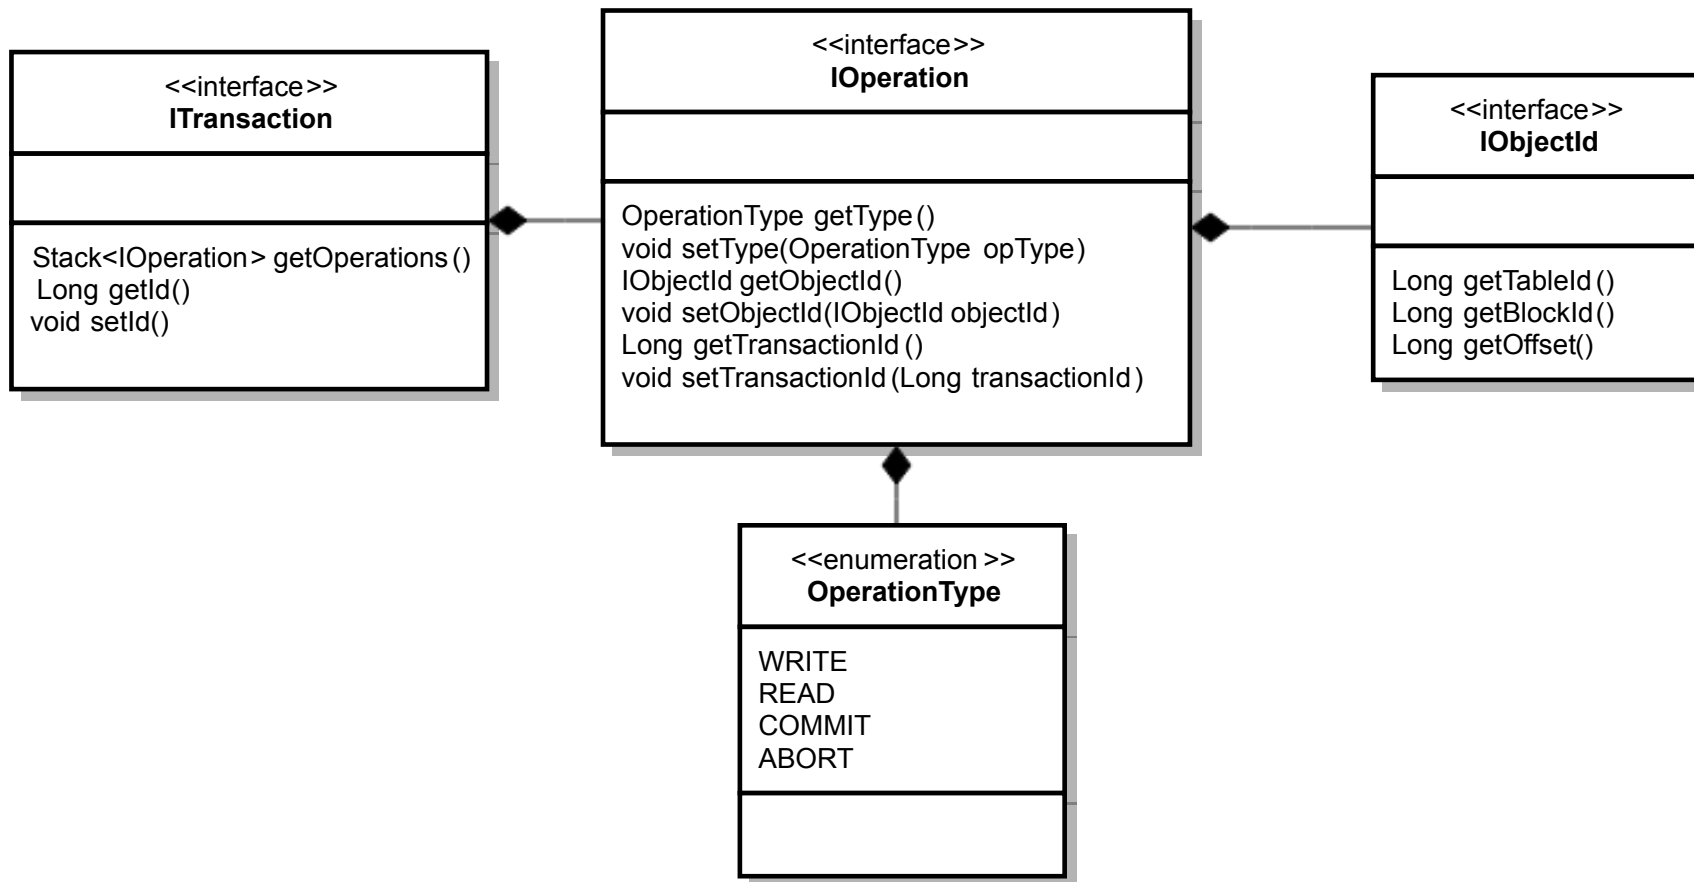 <<interface>>
ITransaction
Stack<IOperation> getOperations()
Long getId()
void setId()
<<interface>>
IOperation
OperationType getType()
void setType(OperationType opType)
IObjectId getObjectId()
void setObjectId(IObjectId objectId)
Long getTransactionId()
void setTransactionId(Long transactionId)
<<interface>>
IObjectId
Long getTableId()
Long getBlockId()
Long getOffset()
<<enumeration>>
OperationType
WRITE
READ
COMMIT
ABORT